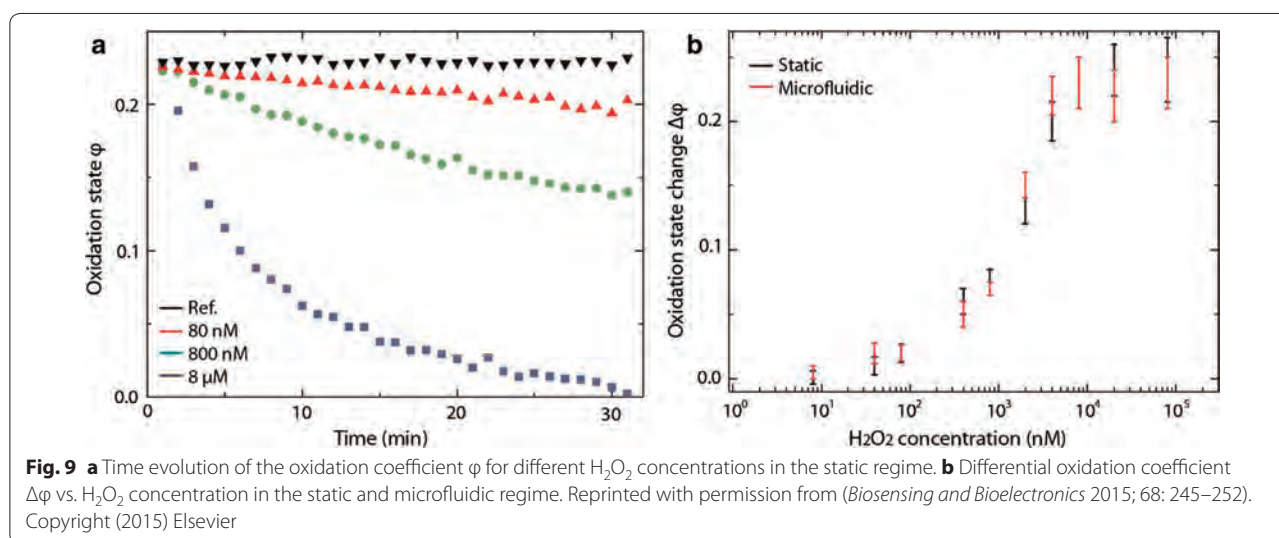 a
0.2
0.1
0.0
Oxidation state φ
Ref.
80 nM
800 nM
8 µM
0
10
20
30
Time (min)
b
0.2
0.1
0.0
Oxidation state change Δφ
Static
Microfluidic
10⁰
10¹
10²
10³
10⁴
10⁵
H2O2 concentration (nM)
Fig. 9 a Time evolution of the oxidation coefficient φ for different H₂O₂ concentrations in the static regime. b Differential oxidation coefficient
Δφ vs. H₂O₂ concentration in the static and microfluidic regime. Reprinted with permission from (Biosensing and Bioelectronics 2015; 68: 245–252).
Copyright (2015) Elsevier